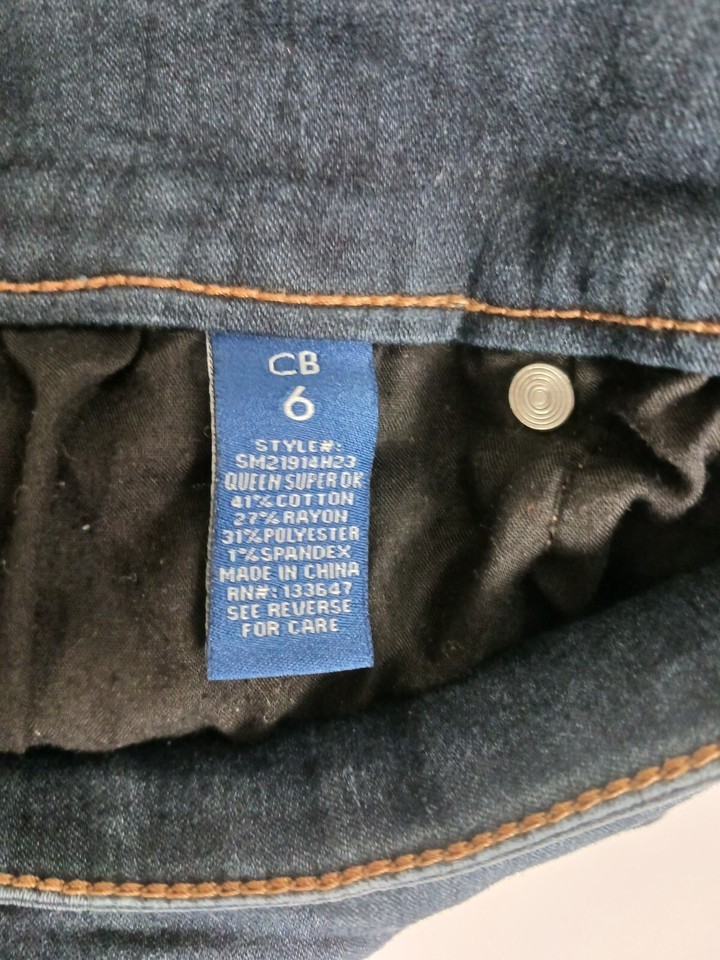 CB
6
STYLE#:
SM21914H23
QUEEN SUPER DK
41%COTTON
27%RAYON
31%POLYESTER
1%SPANDEX
MADE IN CHINA
RN#: 133647
SEE REVERSE
FOR CARE